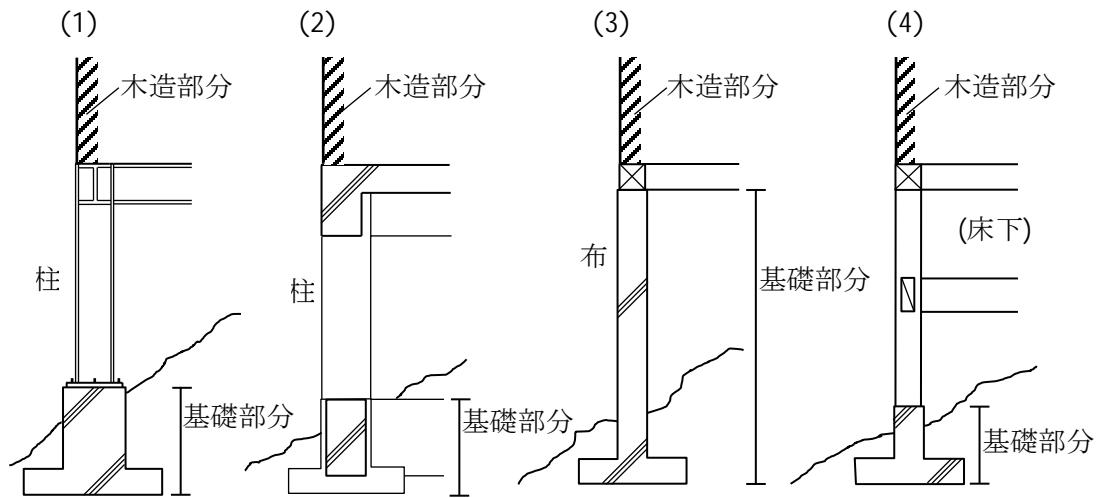 (1)
木造部分
柱
基礎部分
(2)
木造部分
柱
基礎部分
(3)
木造部分
布
基礎部分
(4)
木造部分
(床下)
基礎部分